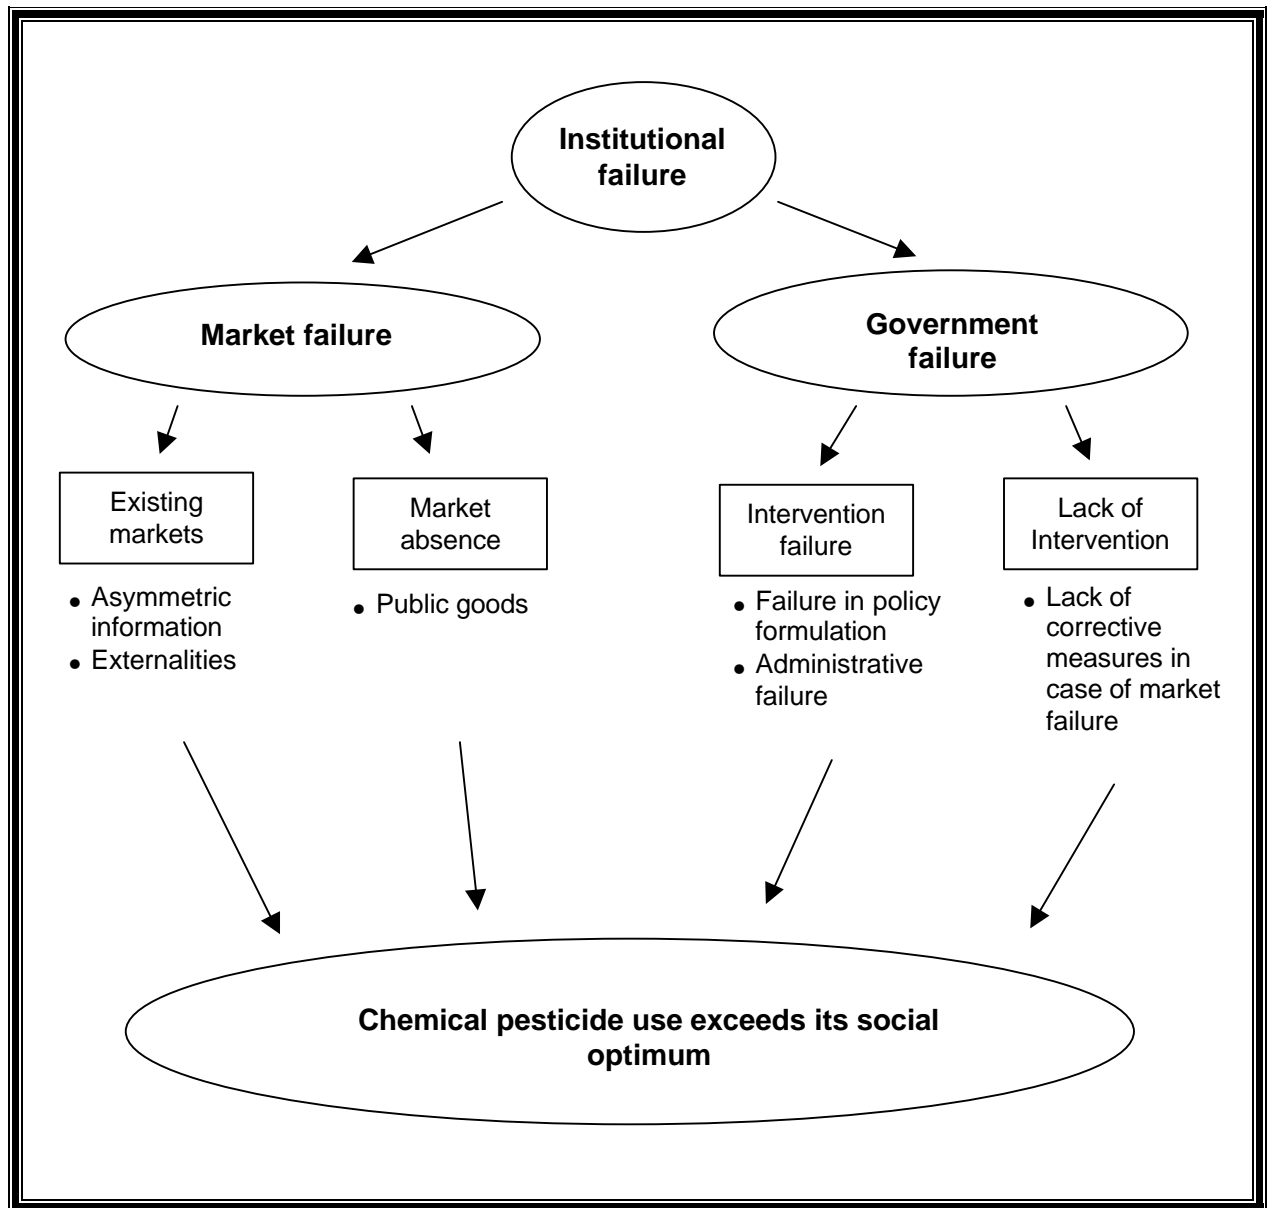 Institutional
failure
Market failure
Government
failure
Existing
markets
Market
absence
Intervention
failure
Lack of
Intervention
• Asymmetric
information
• Externalities
• Public goods
• Failure in policy
formulation
• Administrative
failure
• Lack of
corrective
measures in
case of market
failure
Chemical pesticide use exceeds its social
optimum